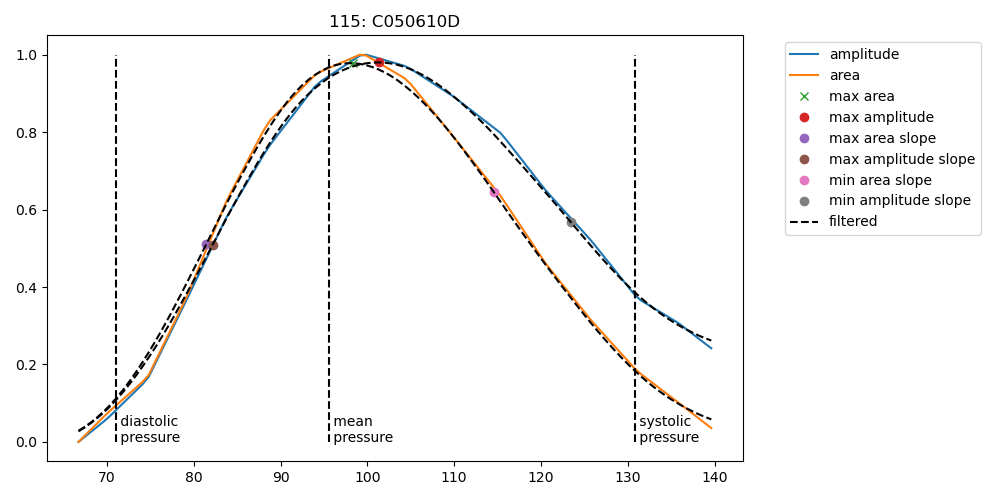 115: C050610D
1.0
0.8
0.6
0.4
0.2
0.0
diastolic
pressure
mean
pressure
systolic
pressure
70
80
90
100
110
120
130
140
amplitude
area
max area
max amplitude
max area slope
max amplitude slope
min area slope
min amplitude slope
filtered